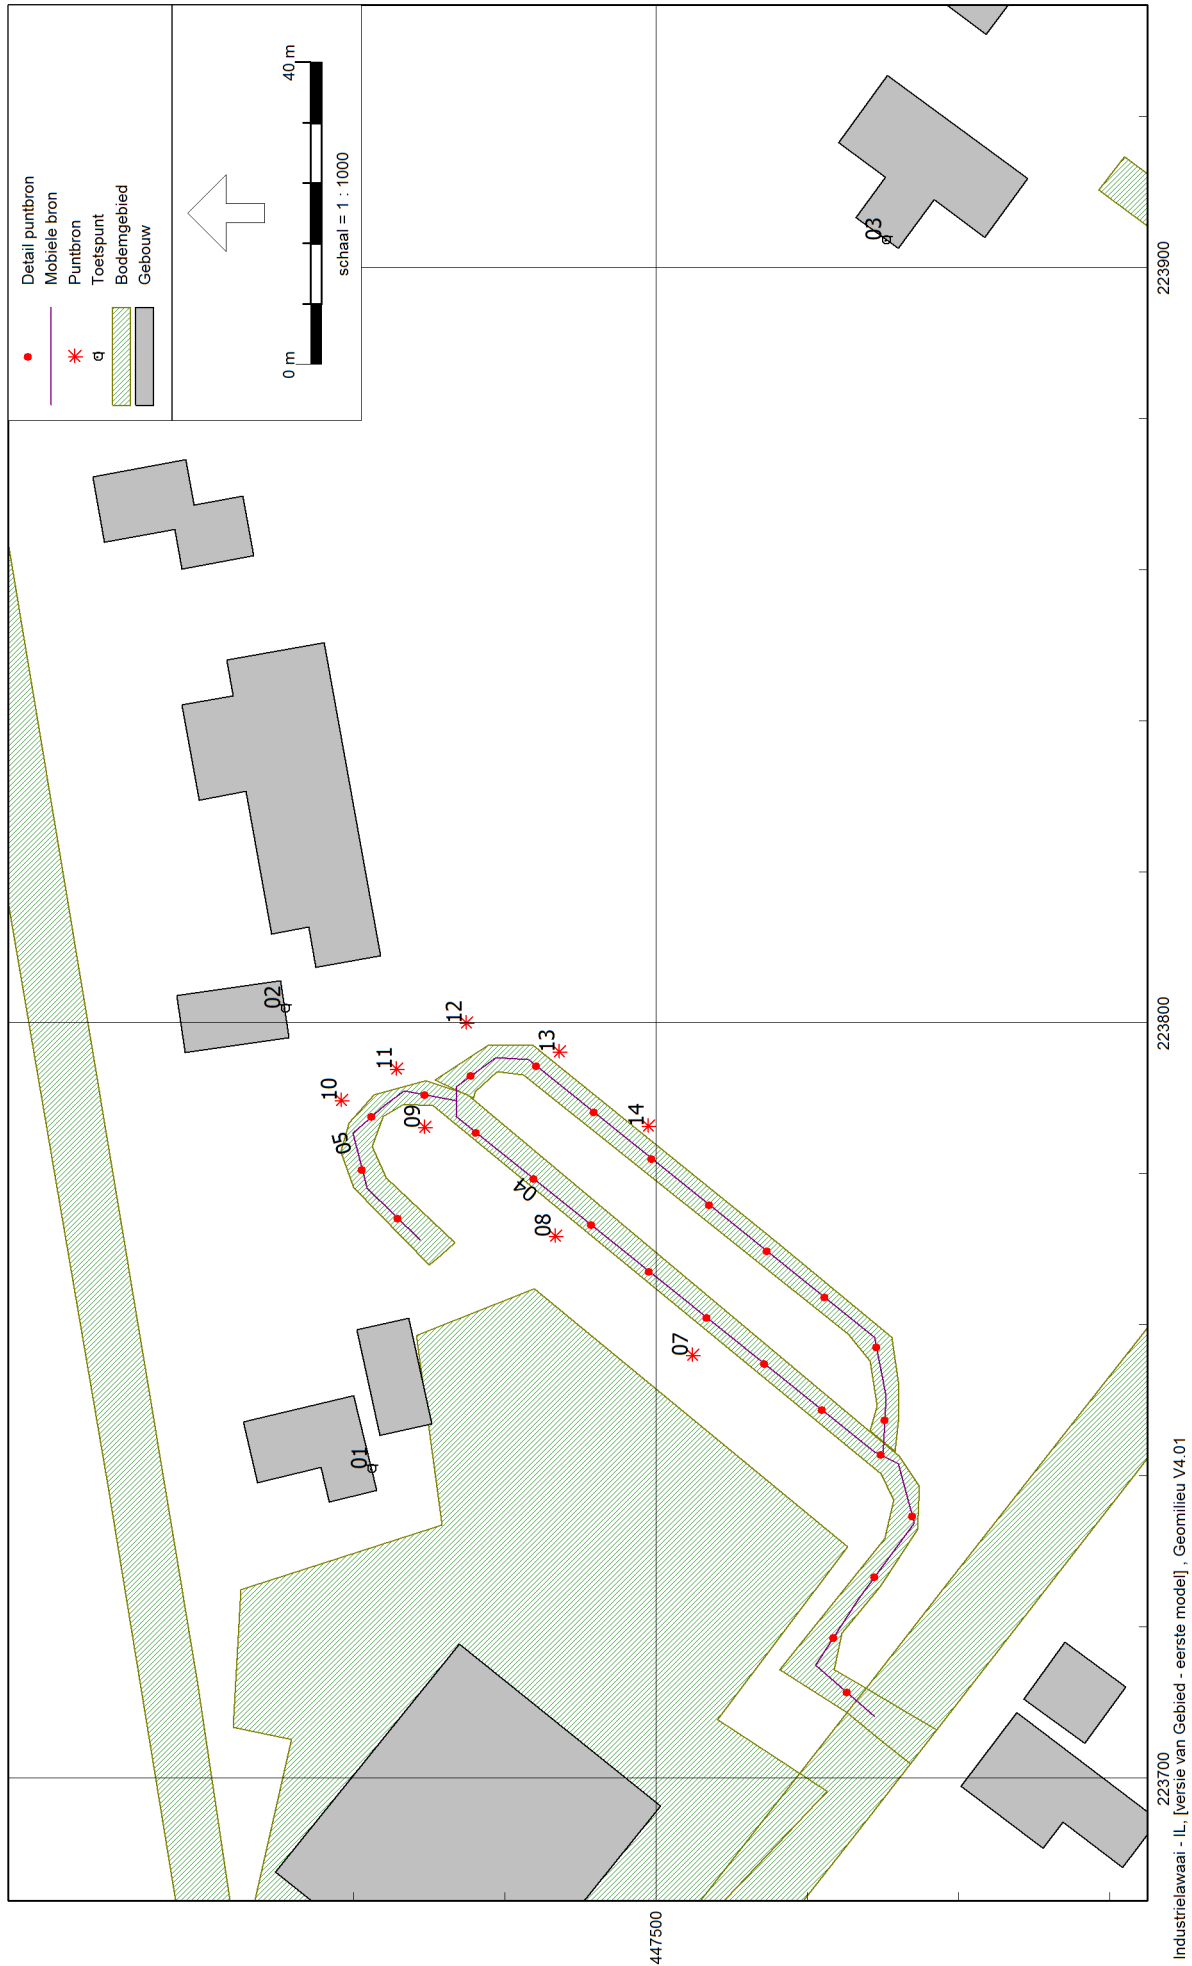 Detail puntbron
Mobiele bron
Puntbron
Toetspunt
Bodemgebied
Gebouw
0 m
40 m
schaal = 1 : 1000
03
02
12
13
11
10
09
14
05
04
08
07
01
223700
223800
223900
447500
Industrielawaai - IL, [versie van Gebied - eerste model] , Geomilieu V4.01